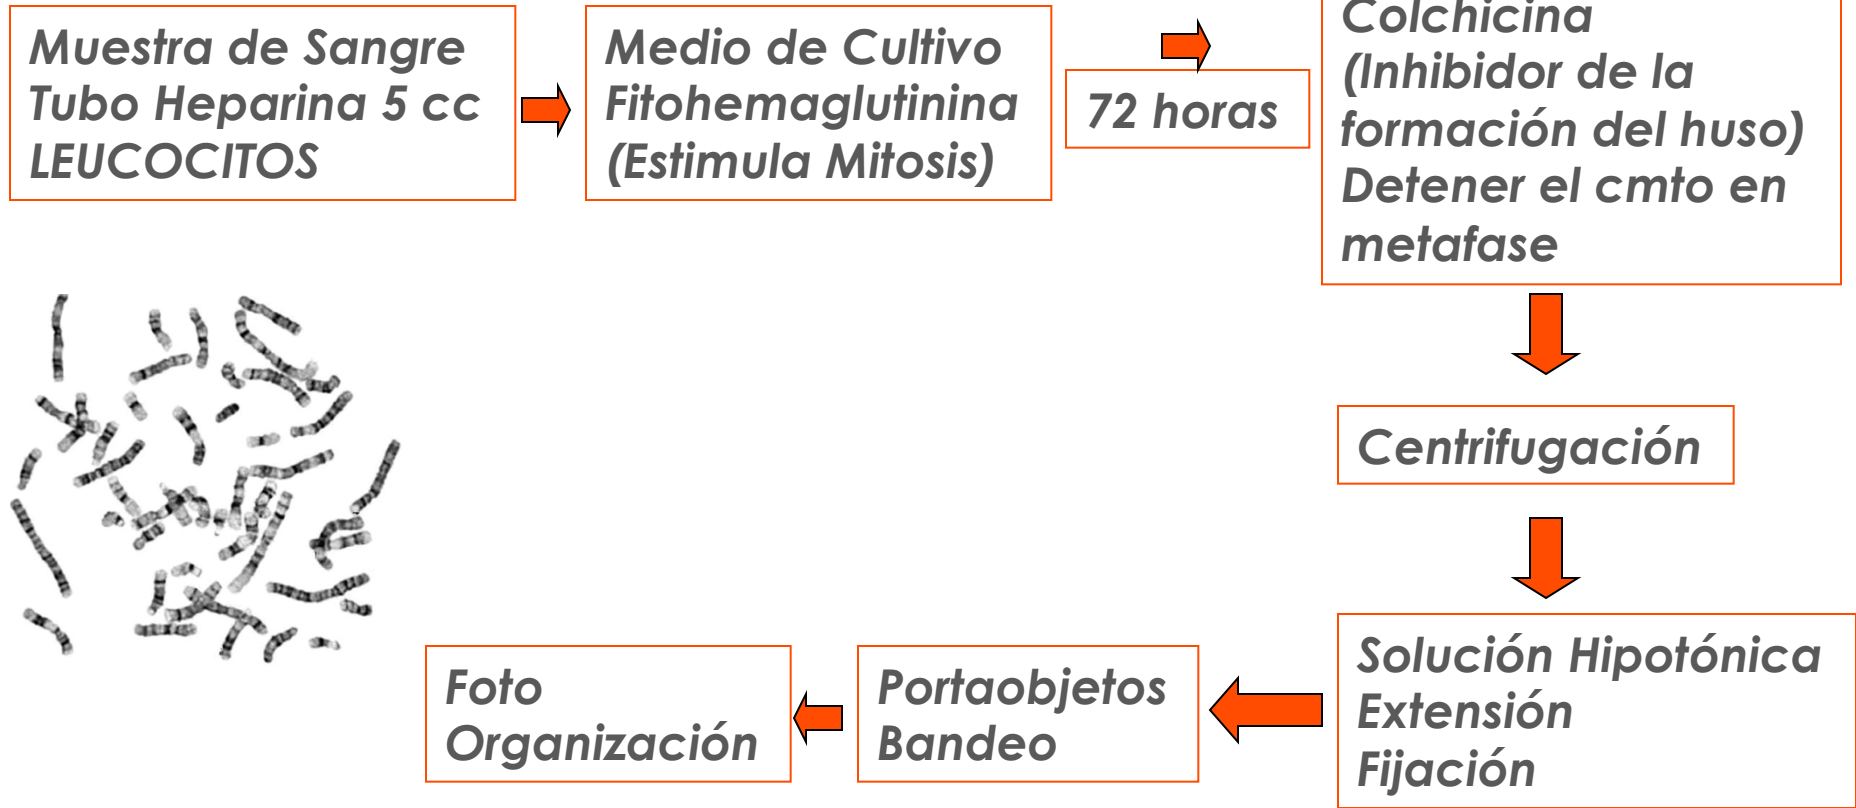 Muestra de Sangre
Tubo Heparina 5 cc
LEUCOCITOS
Medio de Cultivo
Fitohemaglutinina
(Estimula Mitosis)
72 horas
Colchicina
(Inhibidor de la
formación del huso)
Detener el cmto en
metafase
Centrifugación
Solución Hipotónica
Extensión
Fijación
Portaobjetos
Bandeo
Foto
Organización